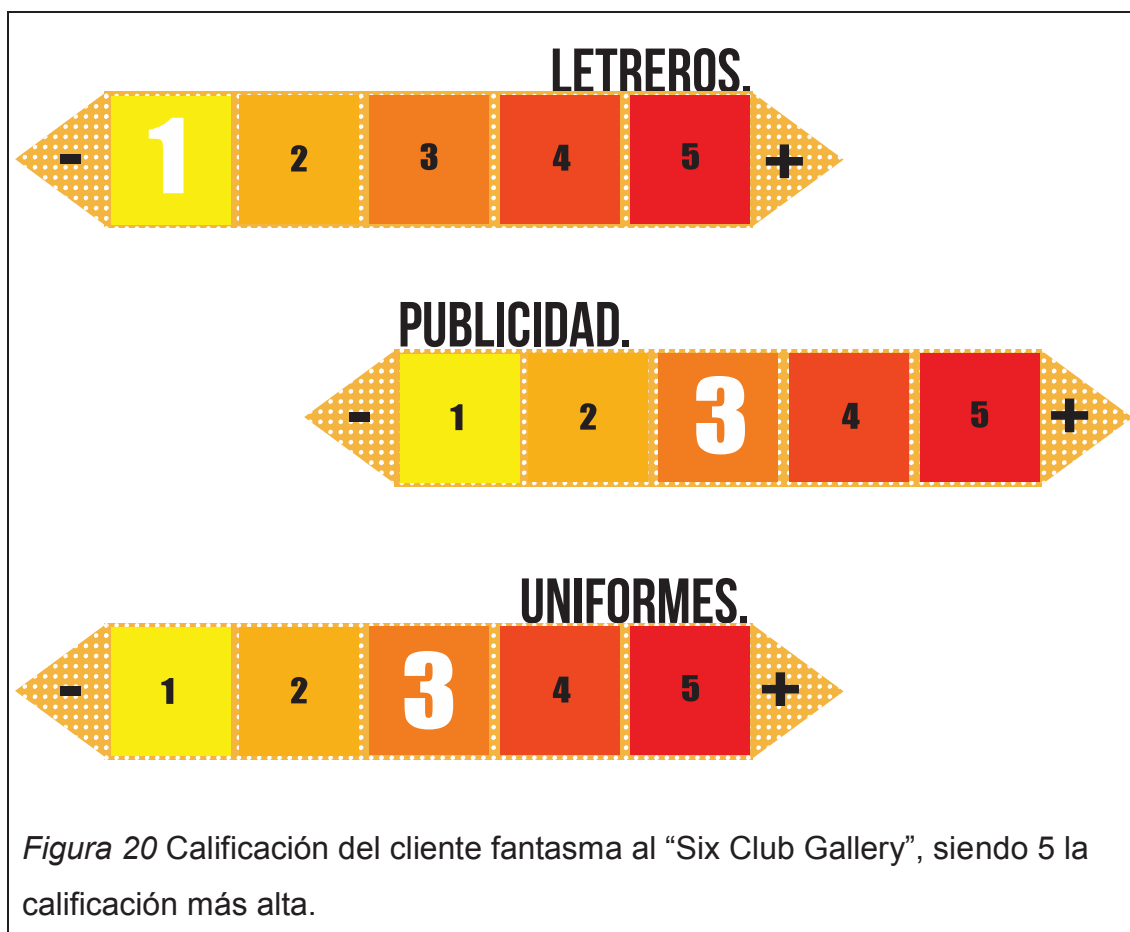 LETREROS.
- 1 2 3 4 5 +
PUBLICIDAD.
- 1 2 3 4 5 +
UNIFORMES.
- 1 2 3 4 5 +
Figura 20 Calificación del cliente fantasma al “Six Club Gallery”, siendo 5 la
calificación más alta.